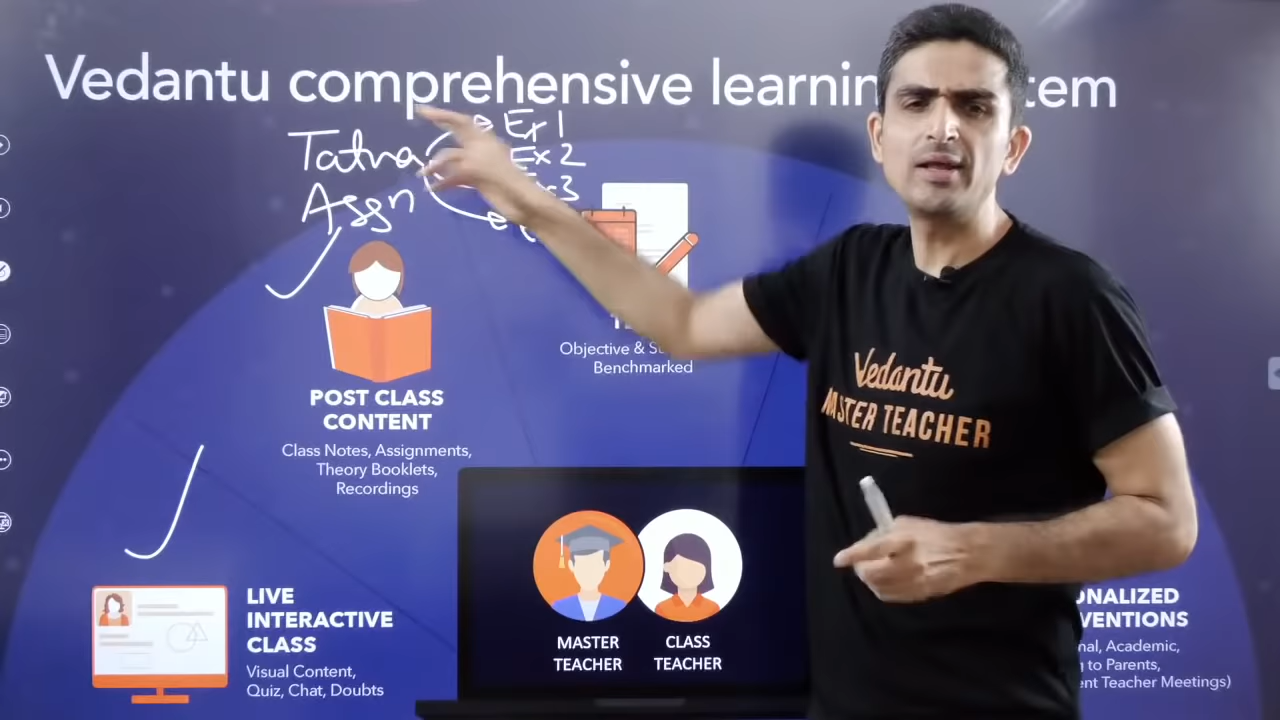 Vedantu comprehensive learnin tem
Tatva
Assgn
Ex 1
Ex 2
Ex3
Objective &
Benchmarked
POST CLASS
CONTENT
Class Notes, Assignments,
Theory Booklets,
Recordings
Vedantu
MASTER TEACHER
LIVE
INTERACTIVE
CLASS
Visual Content,
Quiz, Chat, Doubts
MASTER
TEACHER
CLASS
TEACHER
ONALIZED
VENTIONS
nal, Academic,
g to Parents,
ent Teacher Meetings)